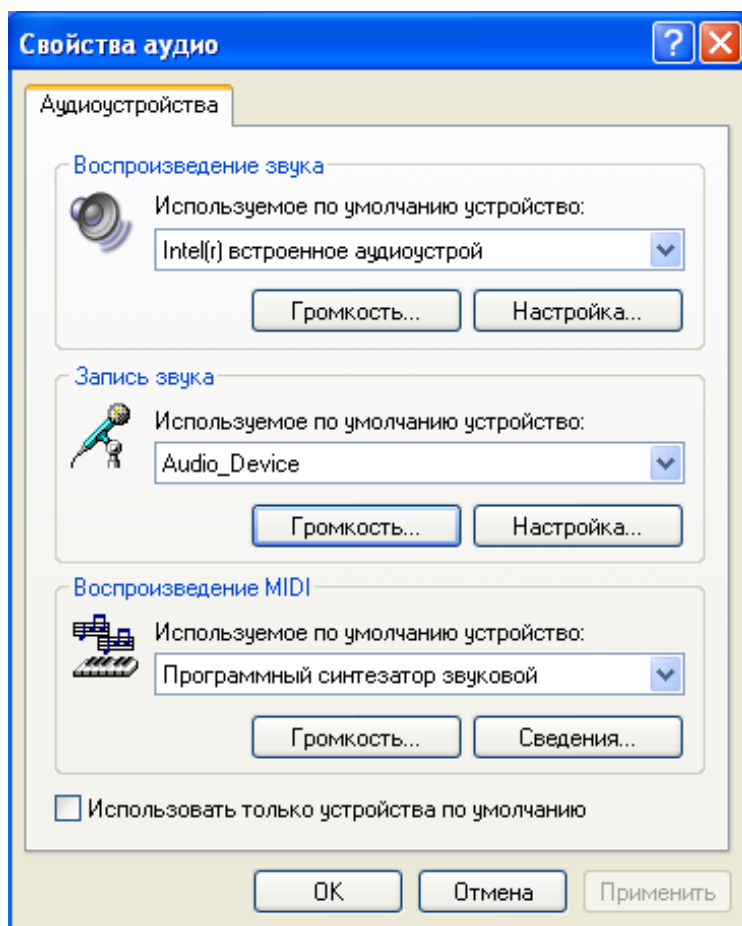 Свойства аудио
Аудиоустройства
Воспроизведение звука
Используемое по умолчанию устройство:
Intel(r) встроенное аудиоустрой
Громкость... Настройка...
Запись звука
Используемое по умолчанию устройство:
Audio_Device
Громкость... Настройка...
Воспроизведение MIDI
Используемое по умолчанию устройство:
Программный синтезатор звуковой
Громкость... Сведения...
Использовать только устройства по умолчанию
OK Отмена Применить